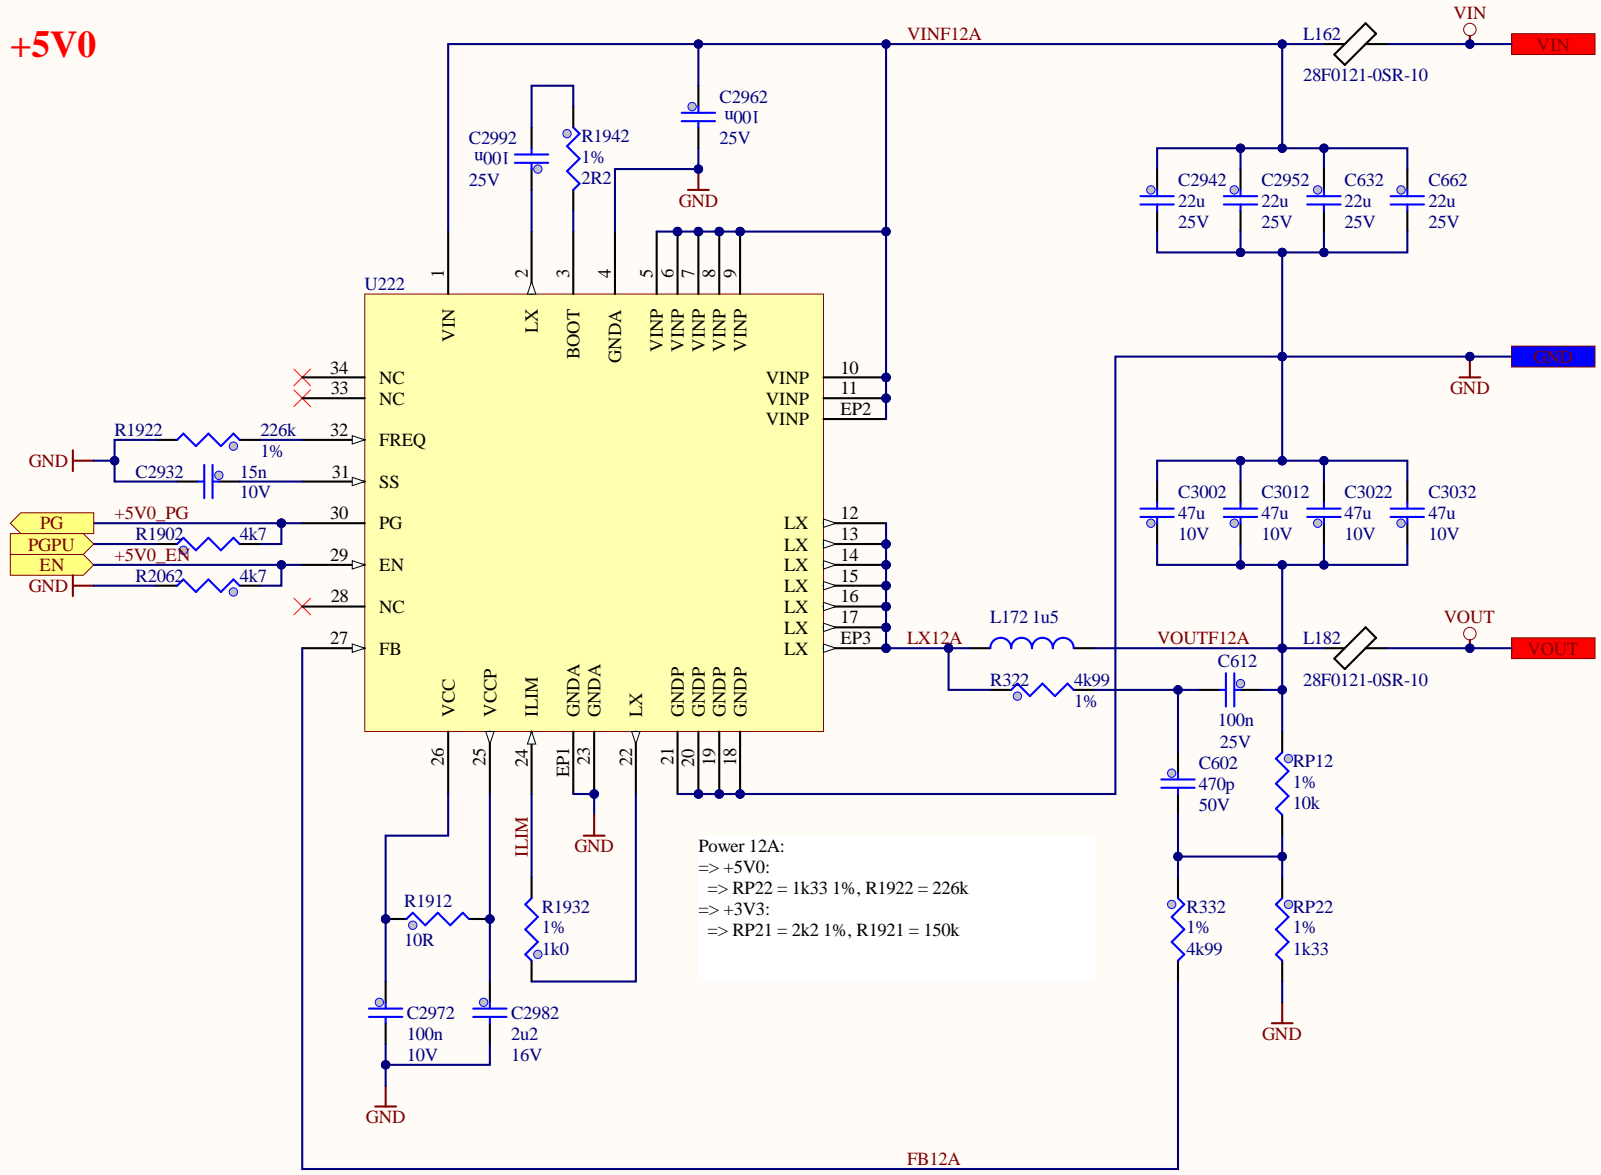 +5V0
VINF12A
L162
28F0121-0SR-10
VIN
VIN
C2992
100n
25V
R1942
1%
2R2
C2962
100n
25V
GND
C2942
22u
25V
C2952
22u
25V
C632
22u
25V
C662
22u
25V
U222
1
2
3
4
5
6
7
8
9
VIN
LX
BOOT
GNDA
VINP
VINP
VINP
VINP
VINP
34
NC
33
NC
VINP
10
VINP
11
VINP
EP2
GND
GND
R1922
226k
1%
32
FREQ
GND
C2932
15n
10V
31
SS
PG
+5V0_PG
30
PG
PGPU
R1902
4k7
EN
+5V0_EN
29
EN
GND
R2062
4k7
28
NC
27
FB
LX
12
LX
13
LX
14
LX
15
LX
16
LX
17
LX
EP3
C3002
47u
10V
C3012
47u
10V
C3022
47u
10V
C3032
47u
10V
LX12A
L172 1u5
VOUTF12A
L182
28F0121-0SR-10
VOUT
VOUT
R322
4k99
1%
C612
100n
25V
VCC
VCCP
ILIM
GNDA
GNDA
LX
GNDP
GNDP
GNDP
GNDP
26
25
24
EP1
23
22
21
20
19
18
C602
470p
50V
RP12
1%
10k
ILIM
GND
Power 12A:
=> +5V0:
=> RP22 = 1k33 1%, R1922 = 226k
=> +3V3:
=> RP21 = 2k2 1%, R1921 = 150k
R1912
10R
R1932
1%
1k0
R332
1%
4k99
RP22
1%
1k33
C2972
100n
10V
C2982
2u2
16V
GND
GND
FB12A